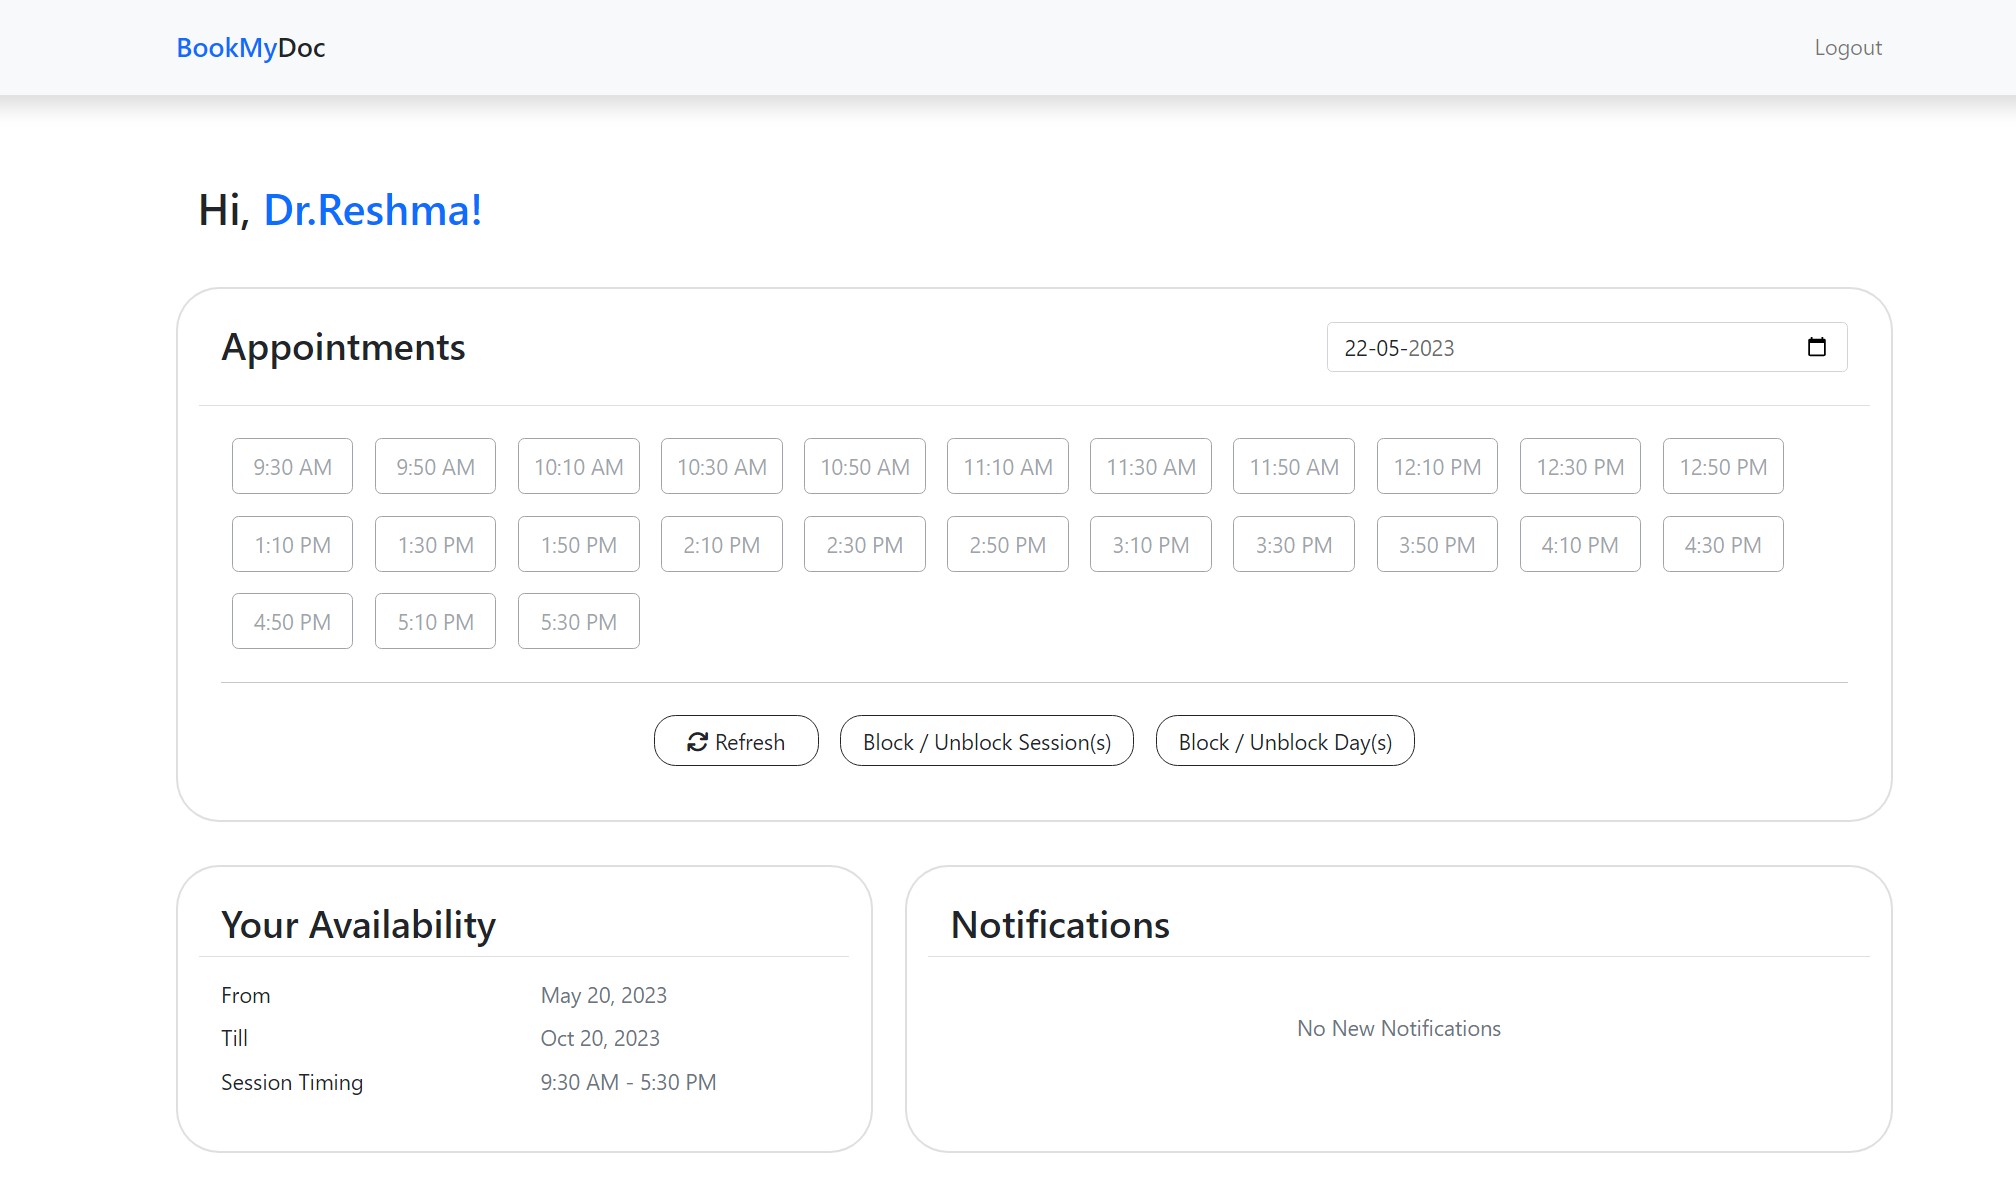 BookMyDoc Logout
Hi, Dr.Reshma!
Appointments 22-05-2023
9:30 AM 9:50 AM 10:10 AM 10:30 AM 10:50 AM 11:10 AM 11:30 AM 11:50 AM 12:10 PM 12:30 PM 12:50 PM
1:10 PM 1:30 PM 1:50 PM 2:10 PM 2:30 PM 2:50 PM 3:10 PM 3:30 PM 3:50 PM 4:10 PM 4:30 PM
4:50 PM 5:10 PM 5:30 PM
Refresh Block / Unblock Session(s) Block / Unblock Day(s)
Your Availability
From May 20, 2023
Till Oct 20, 2023
Session Timing 9:30 AM - 5:30 PM
Notifications
No New Notifications